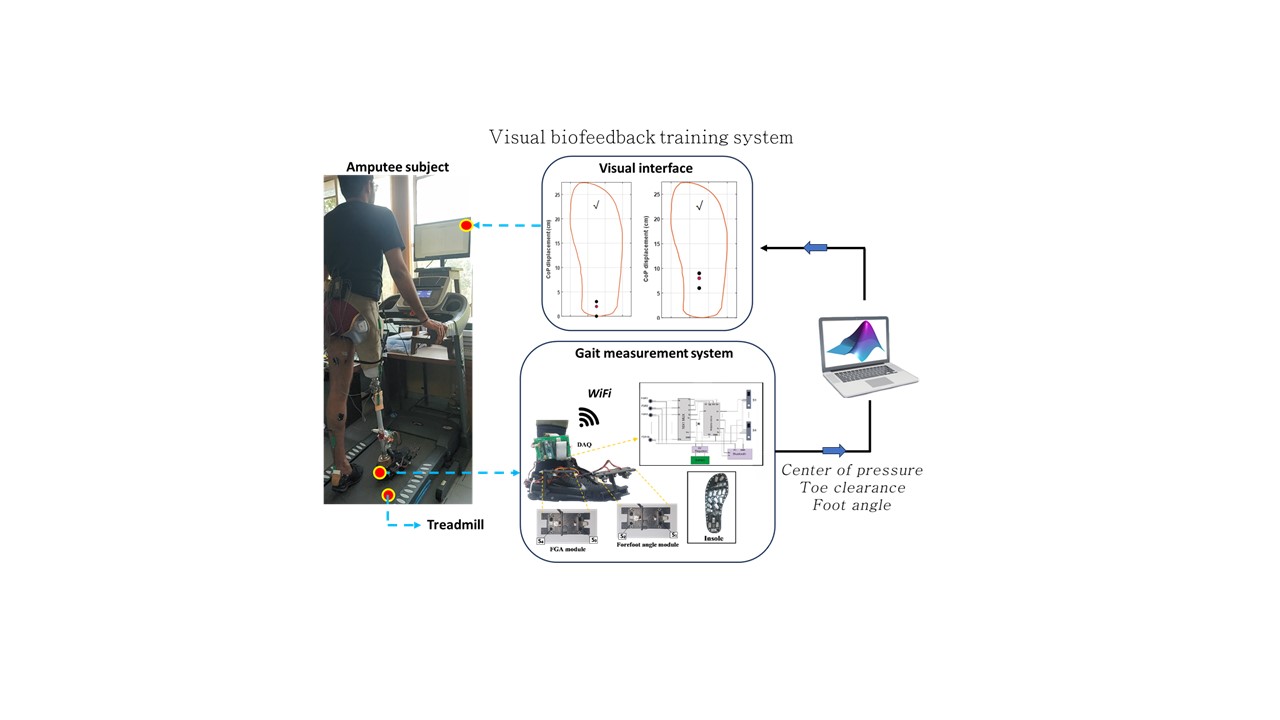 Visual biofeedback training system
Amputee subject
Visual interface
CoP displacement (cm)
25
20
15
10
5
0
CoP displacement (cm)
25
20
15
10
5
0
Gait measurement system
WiFi
DAQ
FGA module
Forefoot angle module
Insole
Treadmill
Center of pressure
Toe clearance
Foot angle